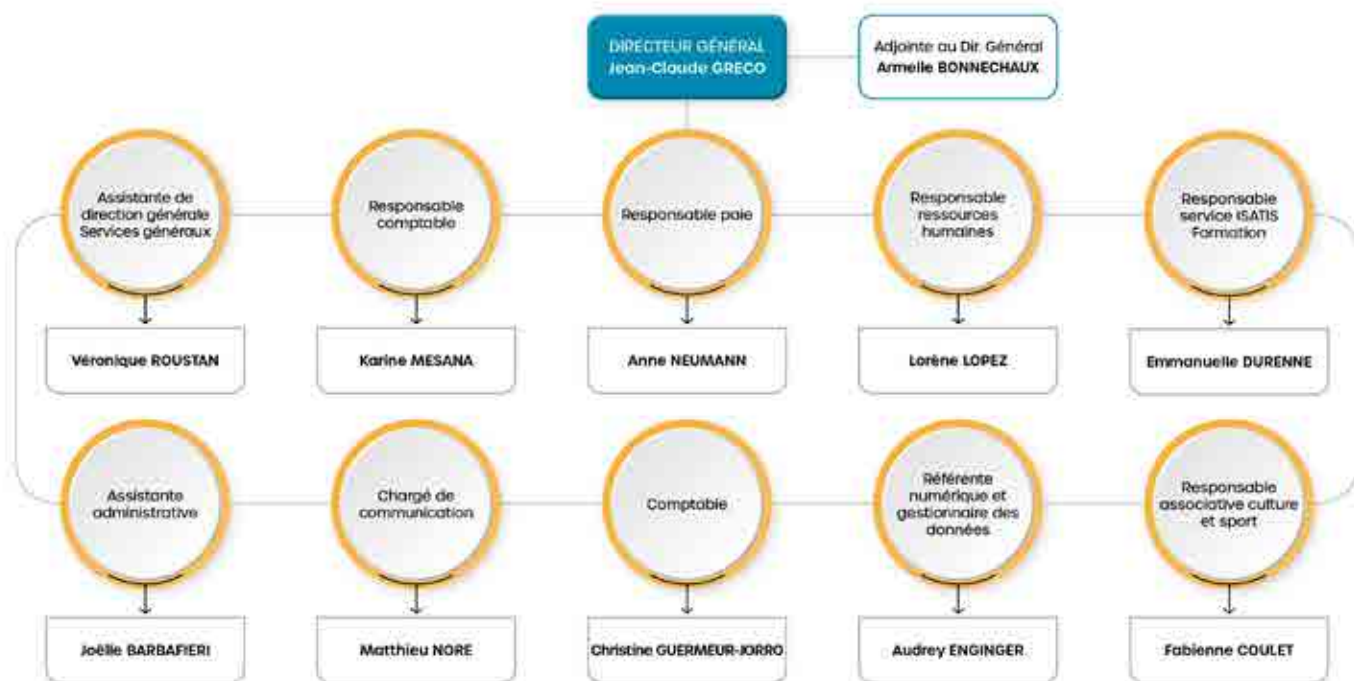 DIRECTEUR GÉNÉRAL
Jean-Claude GRECO
Adjointe au Dir. Général
Armelle BONNECHAUX
Assistante de
direction générale
Services généraux
Responsable
comptable
Responsable paie
Responsable
ressources
humaines
Responsable
service ISATIS
Formation
Véronique ROUSTAN
Karine MESANA
Anne NEUMANN
Lorène LOPEZ
Emmanuelle DURENNE
Assistante
administrative
Chargé de
communication
Comptable
Référente
numérique et
gestionnaire des
données
Responsable
associative culture
et sport
Joëlle BARBAFIERI
Matthieu NORE
Christine GUERMEUR-JORRO
Audrey ENGINGER
Fabienne COULET